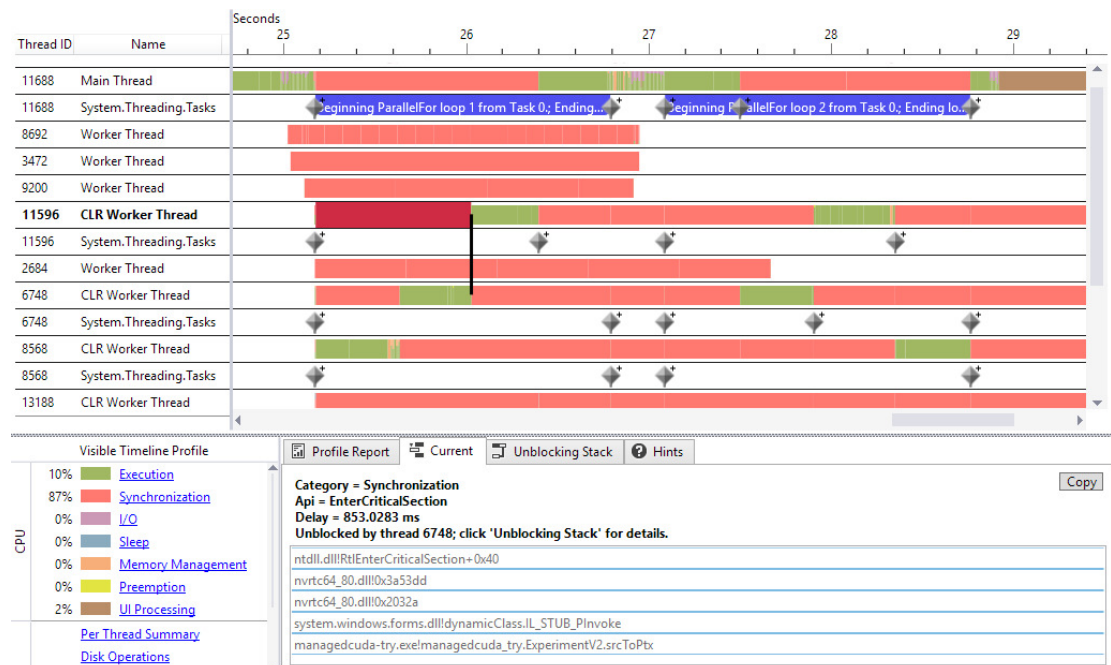 Seconds
25 26 27 28 29
Thread ID Name
11688 Main Thread
11688 System.Threading.Tasks
Beginning ParallelFor loop 1 from Task 0.; Ending...
allelFor loop 2 from Task 0.; Ending lo...
8692 Worker Thread
3472 Worker Thread
9200 Worker Thread
11596 CLR Worker Thread
11596 System.Threading.Tasks
2684 Worker Thread
6748 CLR Worker Thread
6748 System.Threading.Tasks
8568 CLR Worker Thread
8568 System.Threading.Tasks
13188 CLR Worker Thread
Visible Timeline Profile
CPU
10% Execution
87% Synchronization
0% I/O
0% Sleep
0% Memory Management
0% Preemption
2% UI Processing
Per Thread Summary
Disk Operations
Profile Report Current Unblocking Stack Hints
Copy
Category = Synchronization
Api = EnterCriticalSection
Delay = 853.0283 ms
Unblocked by thread 6748; click 'Unblocking Stack' for details.
ntdll.dll!RtlEnterCriticalSection+0x40
nvrtc64_80.dll!0x3a53dd
nvrtc64_80.dll!0x2032a
system.windows.forms.dll!dynamicClass.IL_STUB_PInvoke
managedcuda-try.exe!managedcuda_try.ExperimentV2.srcToPtx